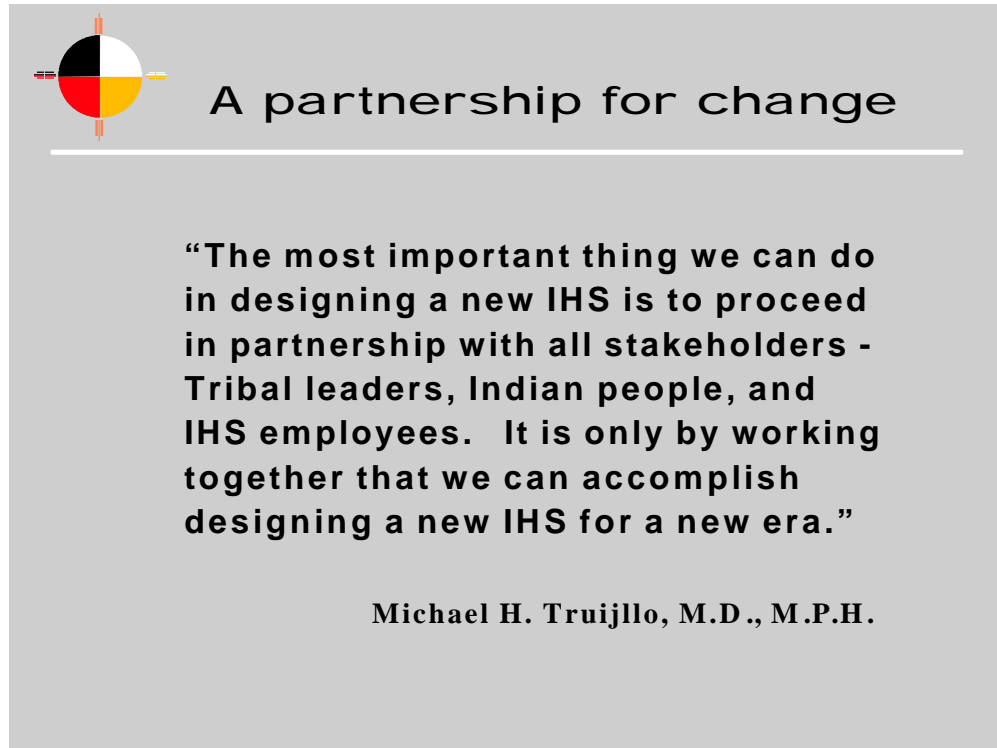 A partnership for change
“The most important thing we can do
in designing a new IHS is to proceed
in partnership with all stakeholders -
Tribal leaders, Indian people, and
IHS employees.   It is only by working
together that we can accomplish
designing a new IHS for a new era.”
Michael H. Truijllo, M.D., M.P.H.